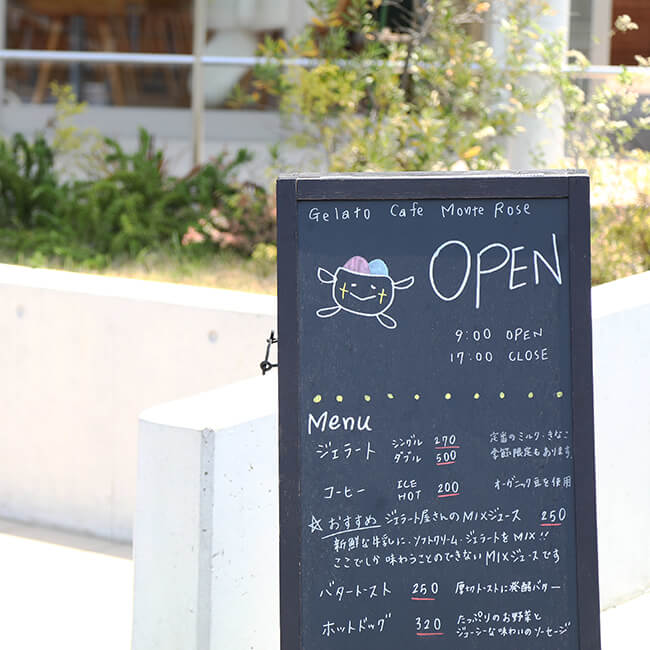 Gelato Cafe Monte Rose
OPEN
9:00 OPEN
17:00 CLOSE
Menu
ジェラート シングル 270 定番のミルク・きなこ
ダブル 500 季節限定もあります
コーヒー ICE HOT 200 オーガニック豆を使用
☆おすすめ ジェラート屋さんのMIXジュース 250
新鮮な牛乳に、ソフトクリーム・ジェラートをMIX!!
ここでしか味わうことのできないMIXジュースです
バタートースト 250 厚切トーストに発酵バター
ホットドッグ 320 たっぷりのお野菜と
ジューシーな味わいのソーセージ